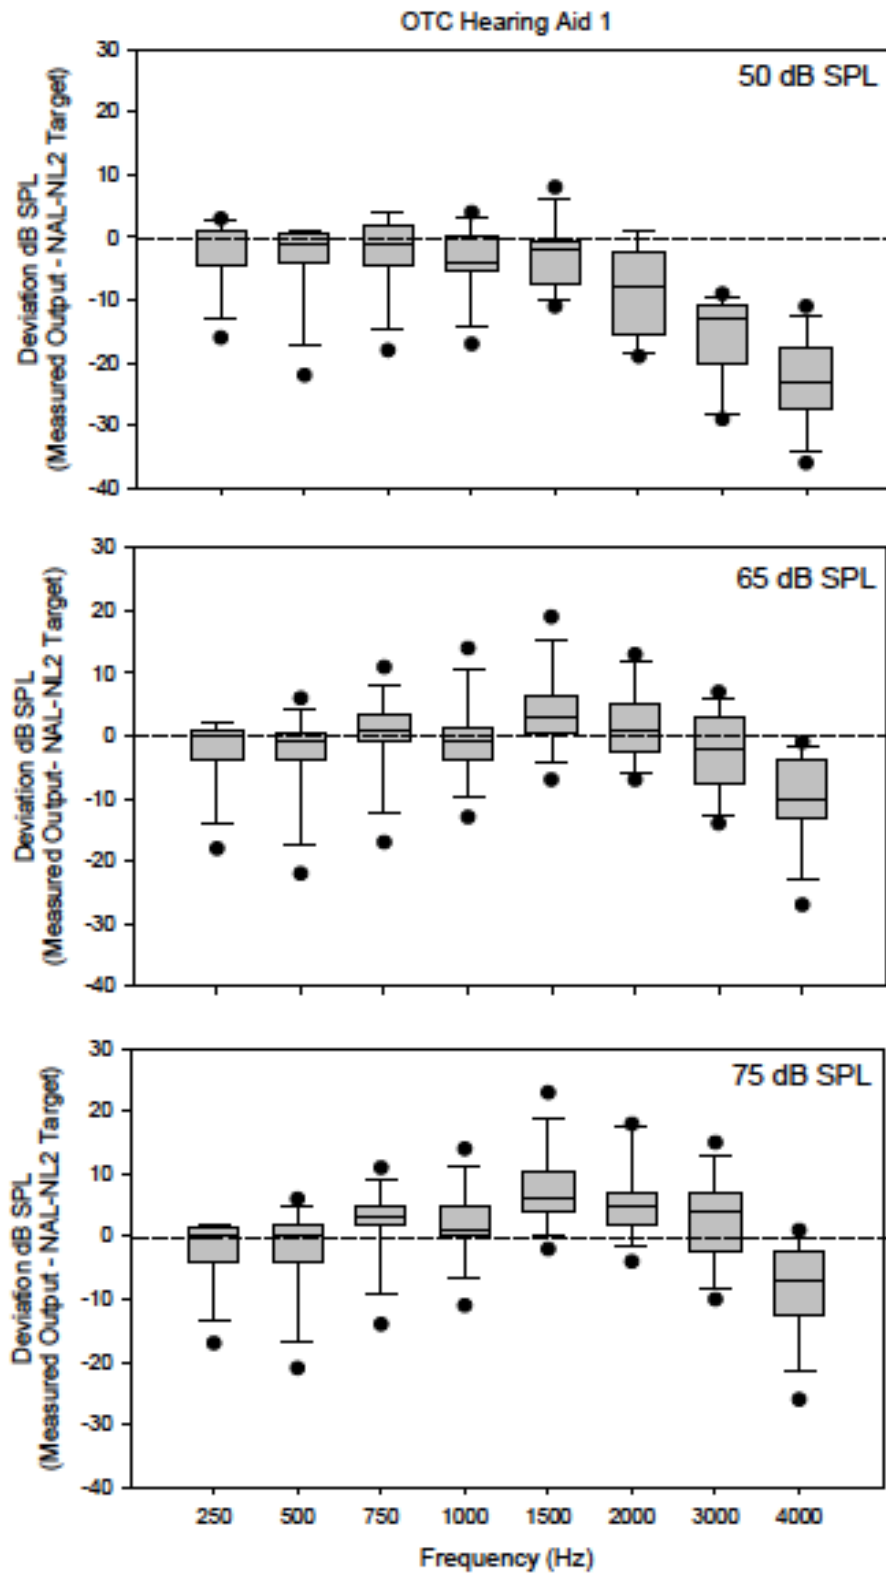 OTC Hearing Aid 1
50 dB SPL
Deviation dB SPL
(Measured Output - NAL-NL2 Target)
30
20
10
0
-10
-20
-30
-40
65 dB SPL
Deviation dB SPL
(Measured Output- NAL-NL2 Target)
30
20
10
0
-10
-20
-30
-40
75 dB SPL
Deviation dB SPL
(Measured Output - NAL-NL2 Target)
30
20
10
0
-10
-20
-30
-40
250 500 750 1000 1500 2000 3000 4000
Frequency (Hz)